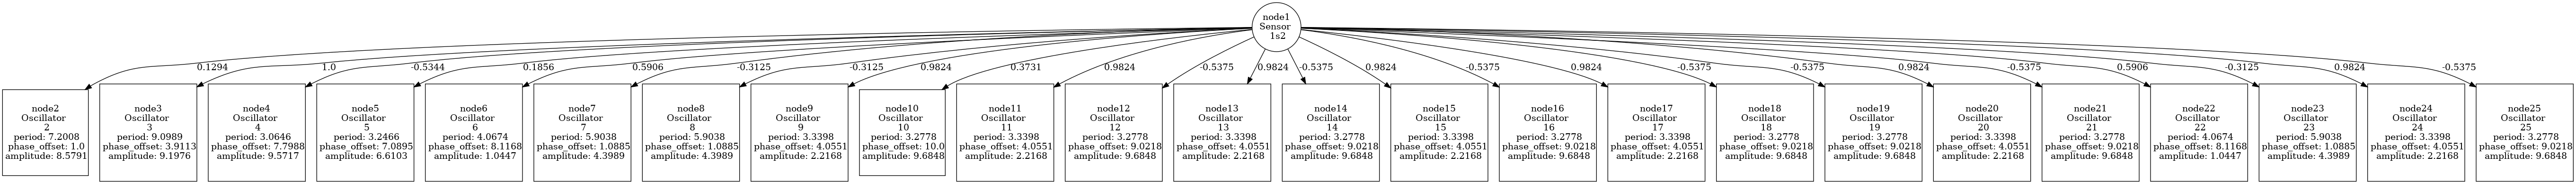 node1
Sensor
1s2
0.1294
1.0
-0.5344
0.1856
0.5906
-0.3125
-0.3125
0.9824
0.3731
0.9824
-0.5375
0.9824
-0.5375
0.9824
-0.5375
0.9824
-0.5375
-0.5375
0.9824
-0.5375
0.5906
-0.3125
0.9824
-0.5375
node2
Oscillator
2
period: 7.2008
phase_offset: 1.0
amplitude: 8.5791
node3
Oscillator
3
period: 9.0989
phase_offset: 3.9113
amplitude: 9.1976
node4
Oscillator
4
period: 3.0646
phase_offset: 7.7988
amplitude: 9.5717
node5
Oscillator
5
period: 3.2466
phase_offset: 7.0895
amplitude: 6.6103
node6
Oscillator
6
period: 4.0674
phase_offset: 8.1168
amplitude: 1.0447
node7
Oscillator
7
period: 5.9038
phase_offset: 1.0885
amplitude: 4.3989
node8
Oscillator
8
period: 5.9038
phase_offset: 1.0885
amplitude: 4.3989
node9
Oscillator
9
period: 3.3398
phase_offset: 4.0551
amplitude: 2.2168
node10
Oscillator
10
period: 3.2778
phase_offset: 10.0
amplitude: 9.6848
node11
Oscillator
11
period: 3.3398
phase_offset: 4.0551
amplitude: 2.2168
node12
Oscillator
12
period: 3.2778
phase_offset: 9.0218
amplitude: 9.6848
node13
Oscillator
13
period: 3.3398
phase_offset: 4.0551
amplitude: 2.2168
node14
Oscillator
14
period: 3.2778
phase_offset: 9.0218
amplitude: 9.6848
node15
Oscillator
15
period: 3.3398
phase_offset: 4.0551
amplitude: 2.2168
node16
Oscillator
16
period: 3.2778
phase_offset: 9.0218
amplitude: 9.6848
node17
Oscillator
17
period: 3.3398
phase_offset: 4.0551
amplitude: 2.2168
node18
Oscillator
18
period: 3.2778
phase_offset: 9.0218
amplitude: 9.6848
node19
Oscillator
19
period: 3.2778
phase_offset: 9.0218
amplitude: 9.6848
node20
Oscillator
20
period: 3.3398
phase_offset: 4.0551
amplitude: 2.2168
node21
Oscillator
21
period: 3.2778
phase_offset: 9.0218
amplitude: 9.6848
node22
Oscillator
22
period: 4.0674
phase_offset: 8.1168
amplitude: 1.0447
node23
Oscillator
23
period: 5.9038
phase_offset: 1.0885
amplitude: 4.3989
node24
Oscillator
24
period: 3.3398
phase_offset: 4.0551
amplitude: 2.2168
node25
Oscillator
25
period: 3.2778
phase_offset: 9.0218
amplitude: 9.6848